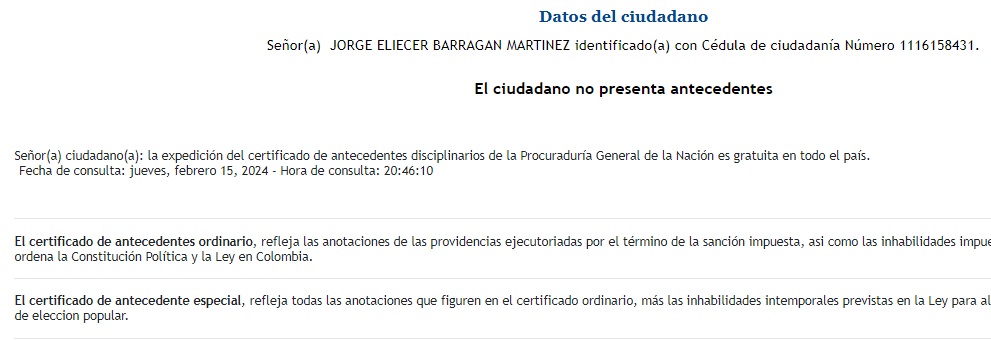 Datos del ciudadano
Señor(a) JORGE ELIECER BARRAGAN MARTINEZ identificado(a) con Cédula de ciudadanía Número 1116158431.
El ciudadano no presenta antecedentes
Señor(a) ciudadano(a): la expedición del certificado de antecedentes disciplinarios de la Procuraduría General de la Nación es gratuita en todo el país.
Fecha de consulta: jueves, febrero 15, 2024 - Hora de consulta: 20:46:10
El certificado de antecedentes ordinario, refleja las anotaciones de las providencias ejecutoriadas por el término de la sanción impuesta, asi como las inhabilidades
ordena la Constitución Política y la Ley en Colombia.
El certificado de antecedente especial, refleja todas las anotaciones que figuren en el certificado ordinario, más las inhabilidades intemporales previstas en la Ley para
de eleccion popular.